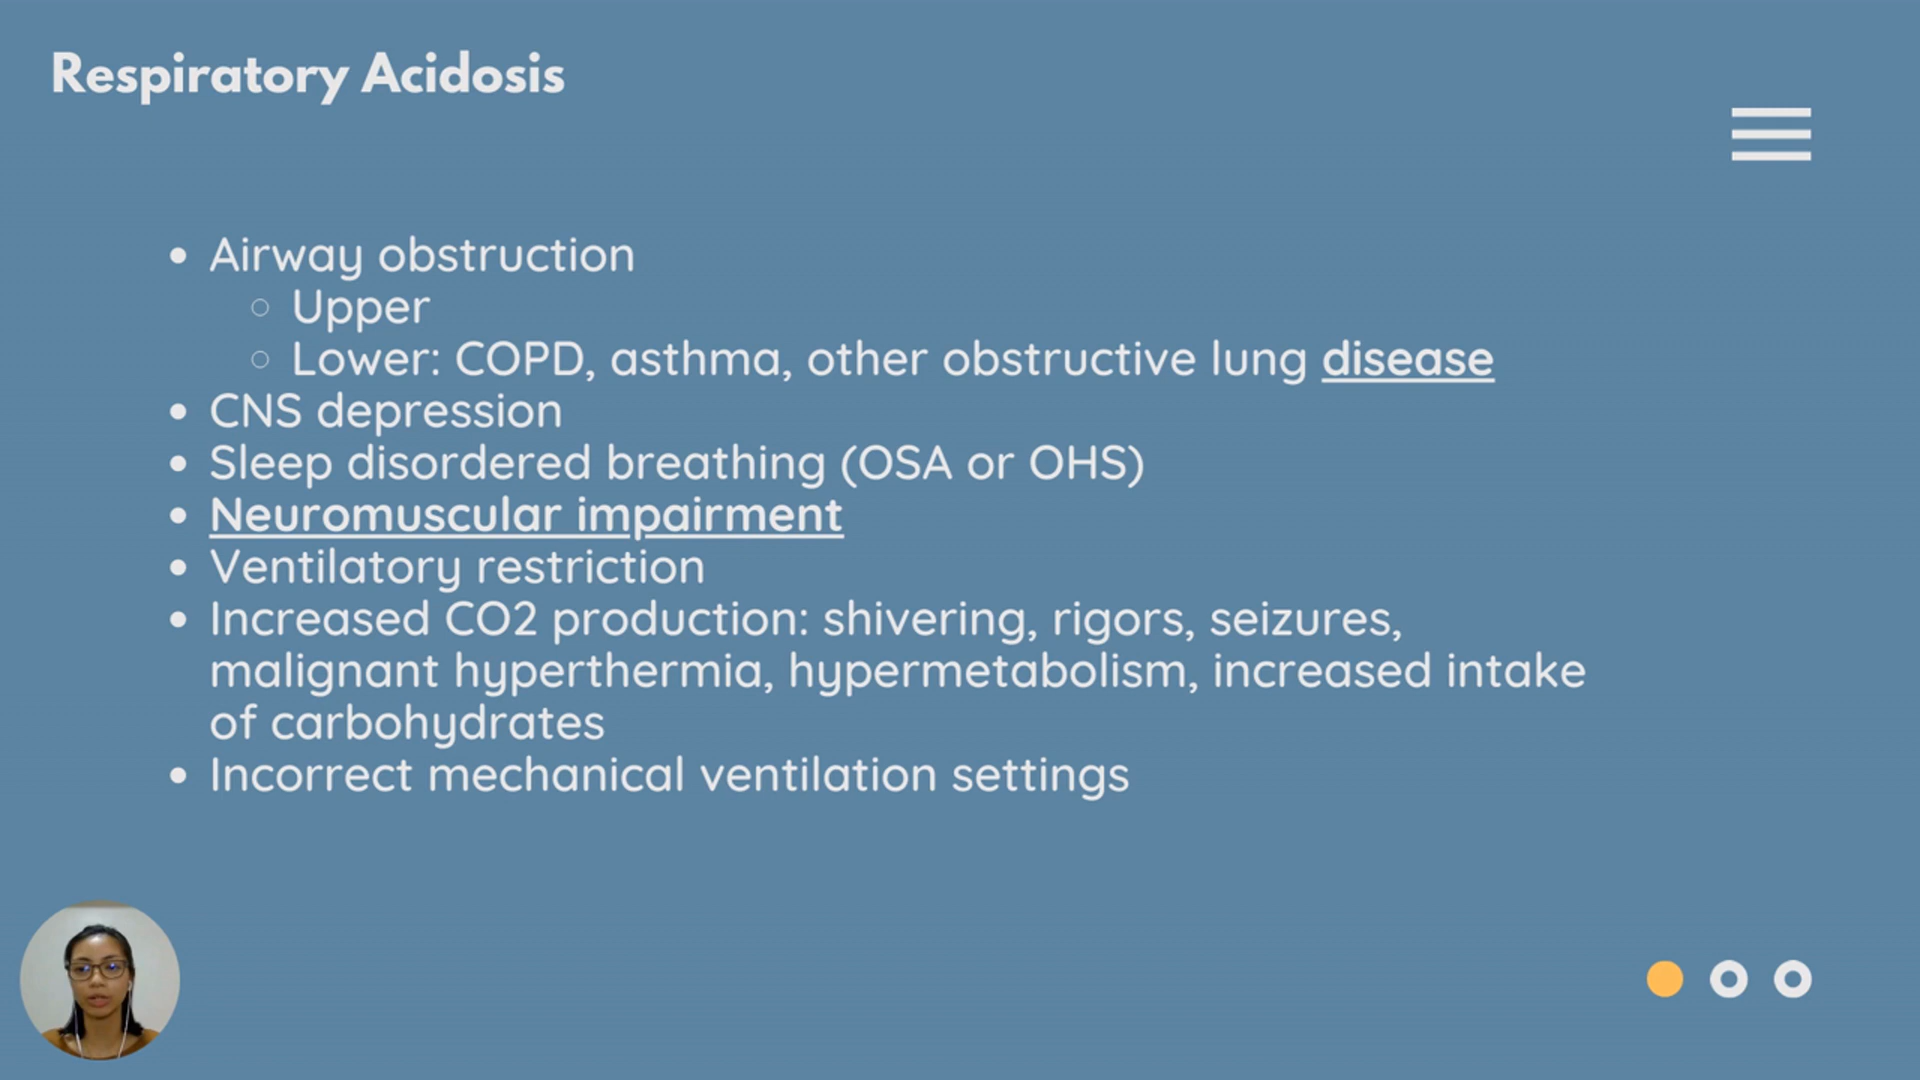 Respiratory Acidosis
Airway obstruction
Upper
Lower: COPD, asthma, other obstructive lung disease
CNS depression
Sleep disordered breathing (OSA or OHS)
Neuromuscular impairment
Ventilatory restriction
Increased CO2 production: shivering, rigors, seizures,
malignant hyperthermia, hypermetabolism, increased intake
of carbohydrates
Incorrect mechanical ventilation settings